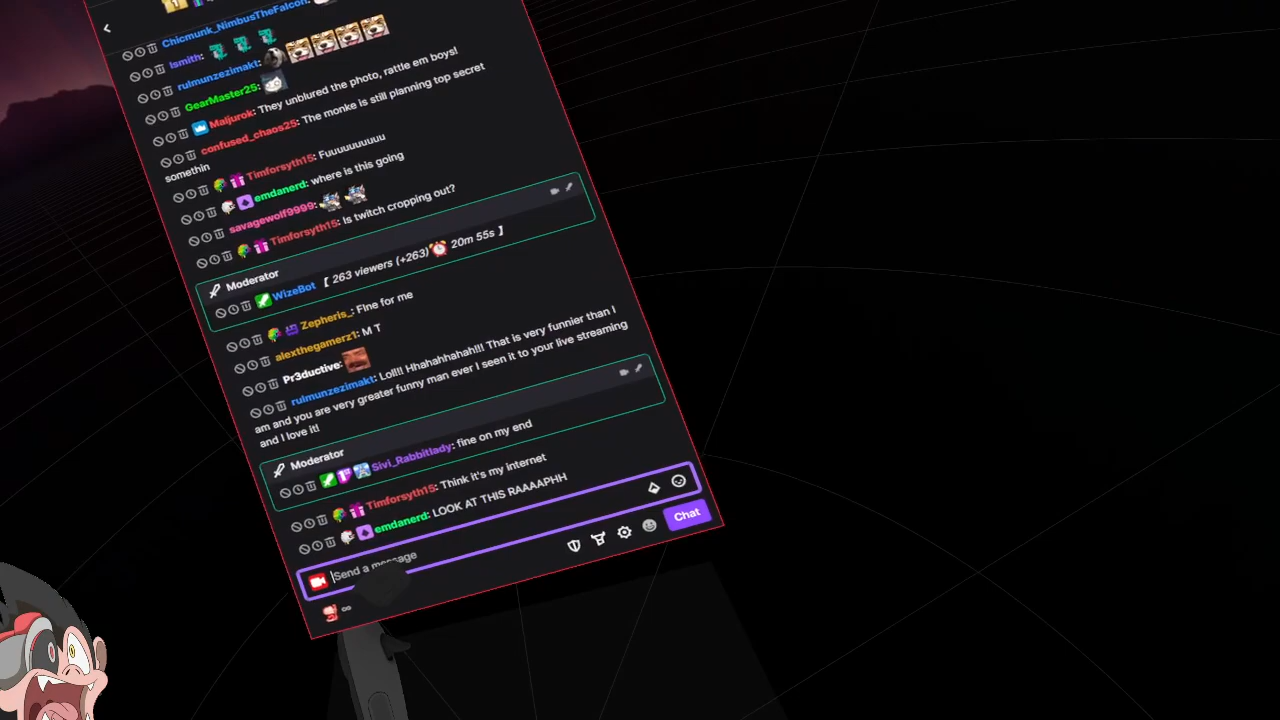 Chicmunk_NimbusTheFalcon:
lsmith:
rulmunzezimakt:
GearMaster25:
Maljurok: They unblured the photo, rattle em boys!
confused_chaos25: The monke is still planning top secret
somethin
Timforsyth15: Fuuuuuuuuu
emdanerd: where is this going
savagewolf9999:
Timforsyth15: Is twitch cropping out?
Moderator
WizeBot 【 263 viewers (+263) 20m 55s 】
Zepheris_: Fine for me
alexthegamerz1: M T
Pr3ductive:
rulmunzezimakt: Lol!!! Hhahahhahah!!! That is very funnier than I
am and you are very greater funny man ever I seen it to your live streaming
and I love it!
Moderator
Sivi_Rabbitlady: fine on my end
Timforsyth15: Think it's my internet
emdanerd: LOOK AT THIS RAAAAPHH
Send a message
∞
Chat